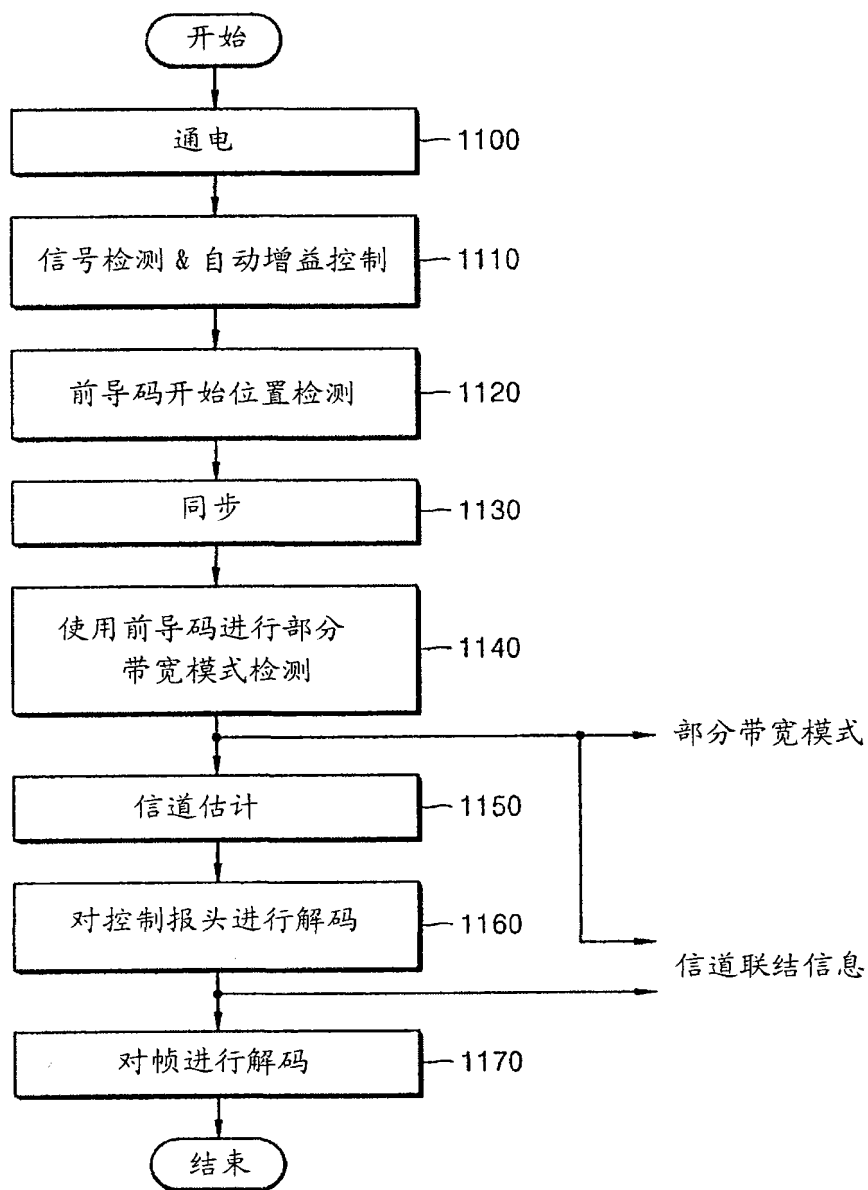 开始
通电
1100
信号检测&自动增益控制
1110
前导码开始位置检测
1120
同步
1130
使用前导码进行部分
带宽模式检测
1140
部分带宽模式
信道估计
1150
对控制报头进行解码
1160
信道联结信息
对帧进行解码
1170
结束